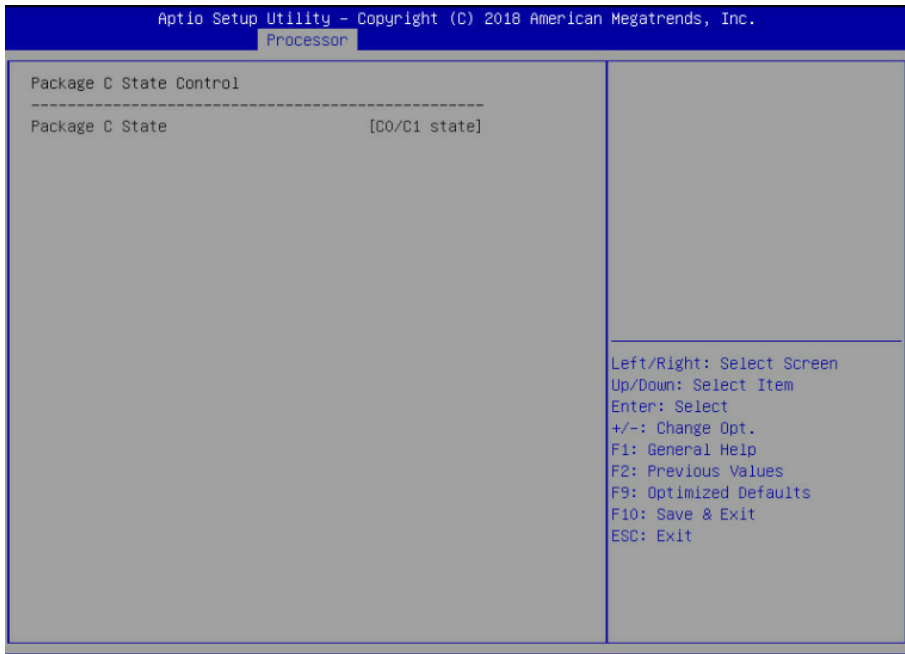 Aptio Setup Utility – Copyright (C) 2018 American Megatrends, Inc.
Processor
Package C State Control
--------------------------------------------------
Package C State [C0/C1 state]
Left/Right: Select Screen
Up/Down: Select Item
Enter: Select
+/-: Change Opt.
F1: General Help
F2: Previous Values
F9: Optimized Defaults
F10: Save & Exit
ESC: Exit